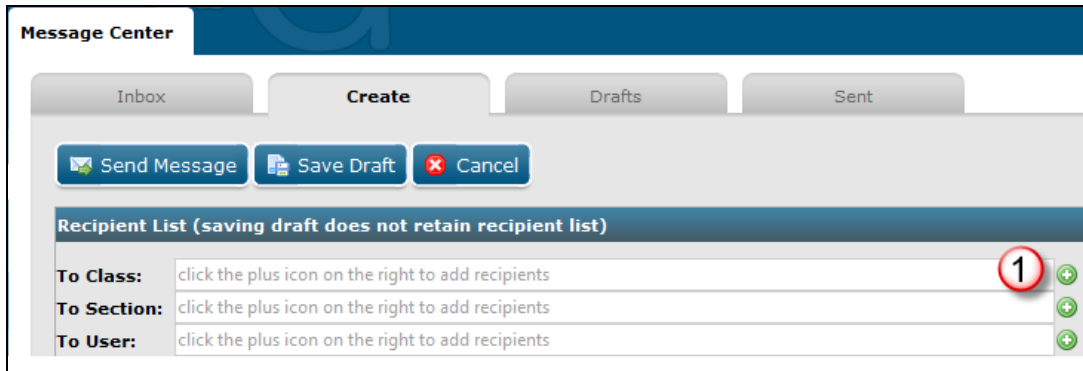 Message Center
Inbox Create Drafts Sent
Send Message Save Draft Cancel
Recipient List (saving draft does not retain recipient list)
To Class: click the plus icon on the right to add recipients 1
To Section: click the plus icon on the right to add recipients
To User: click the plus icon on the right to add recipients